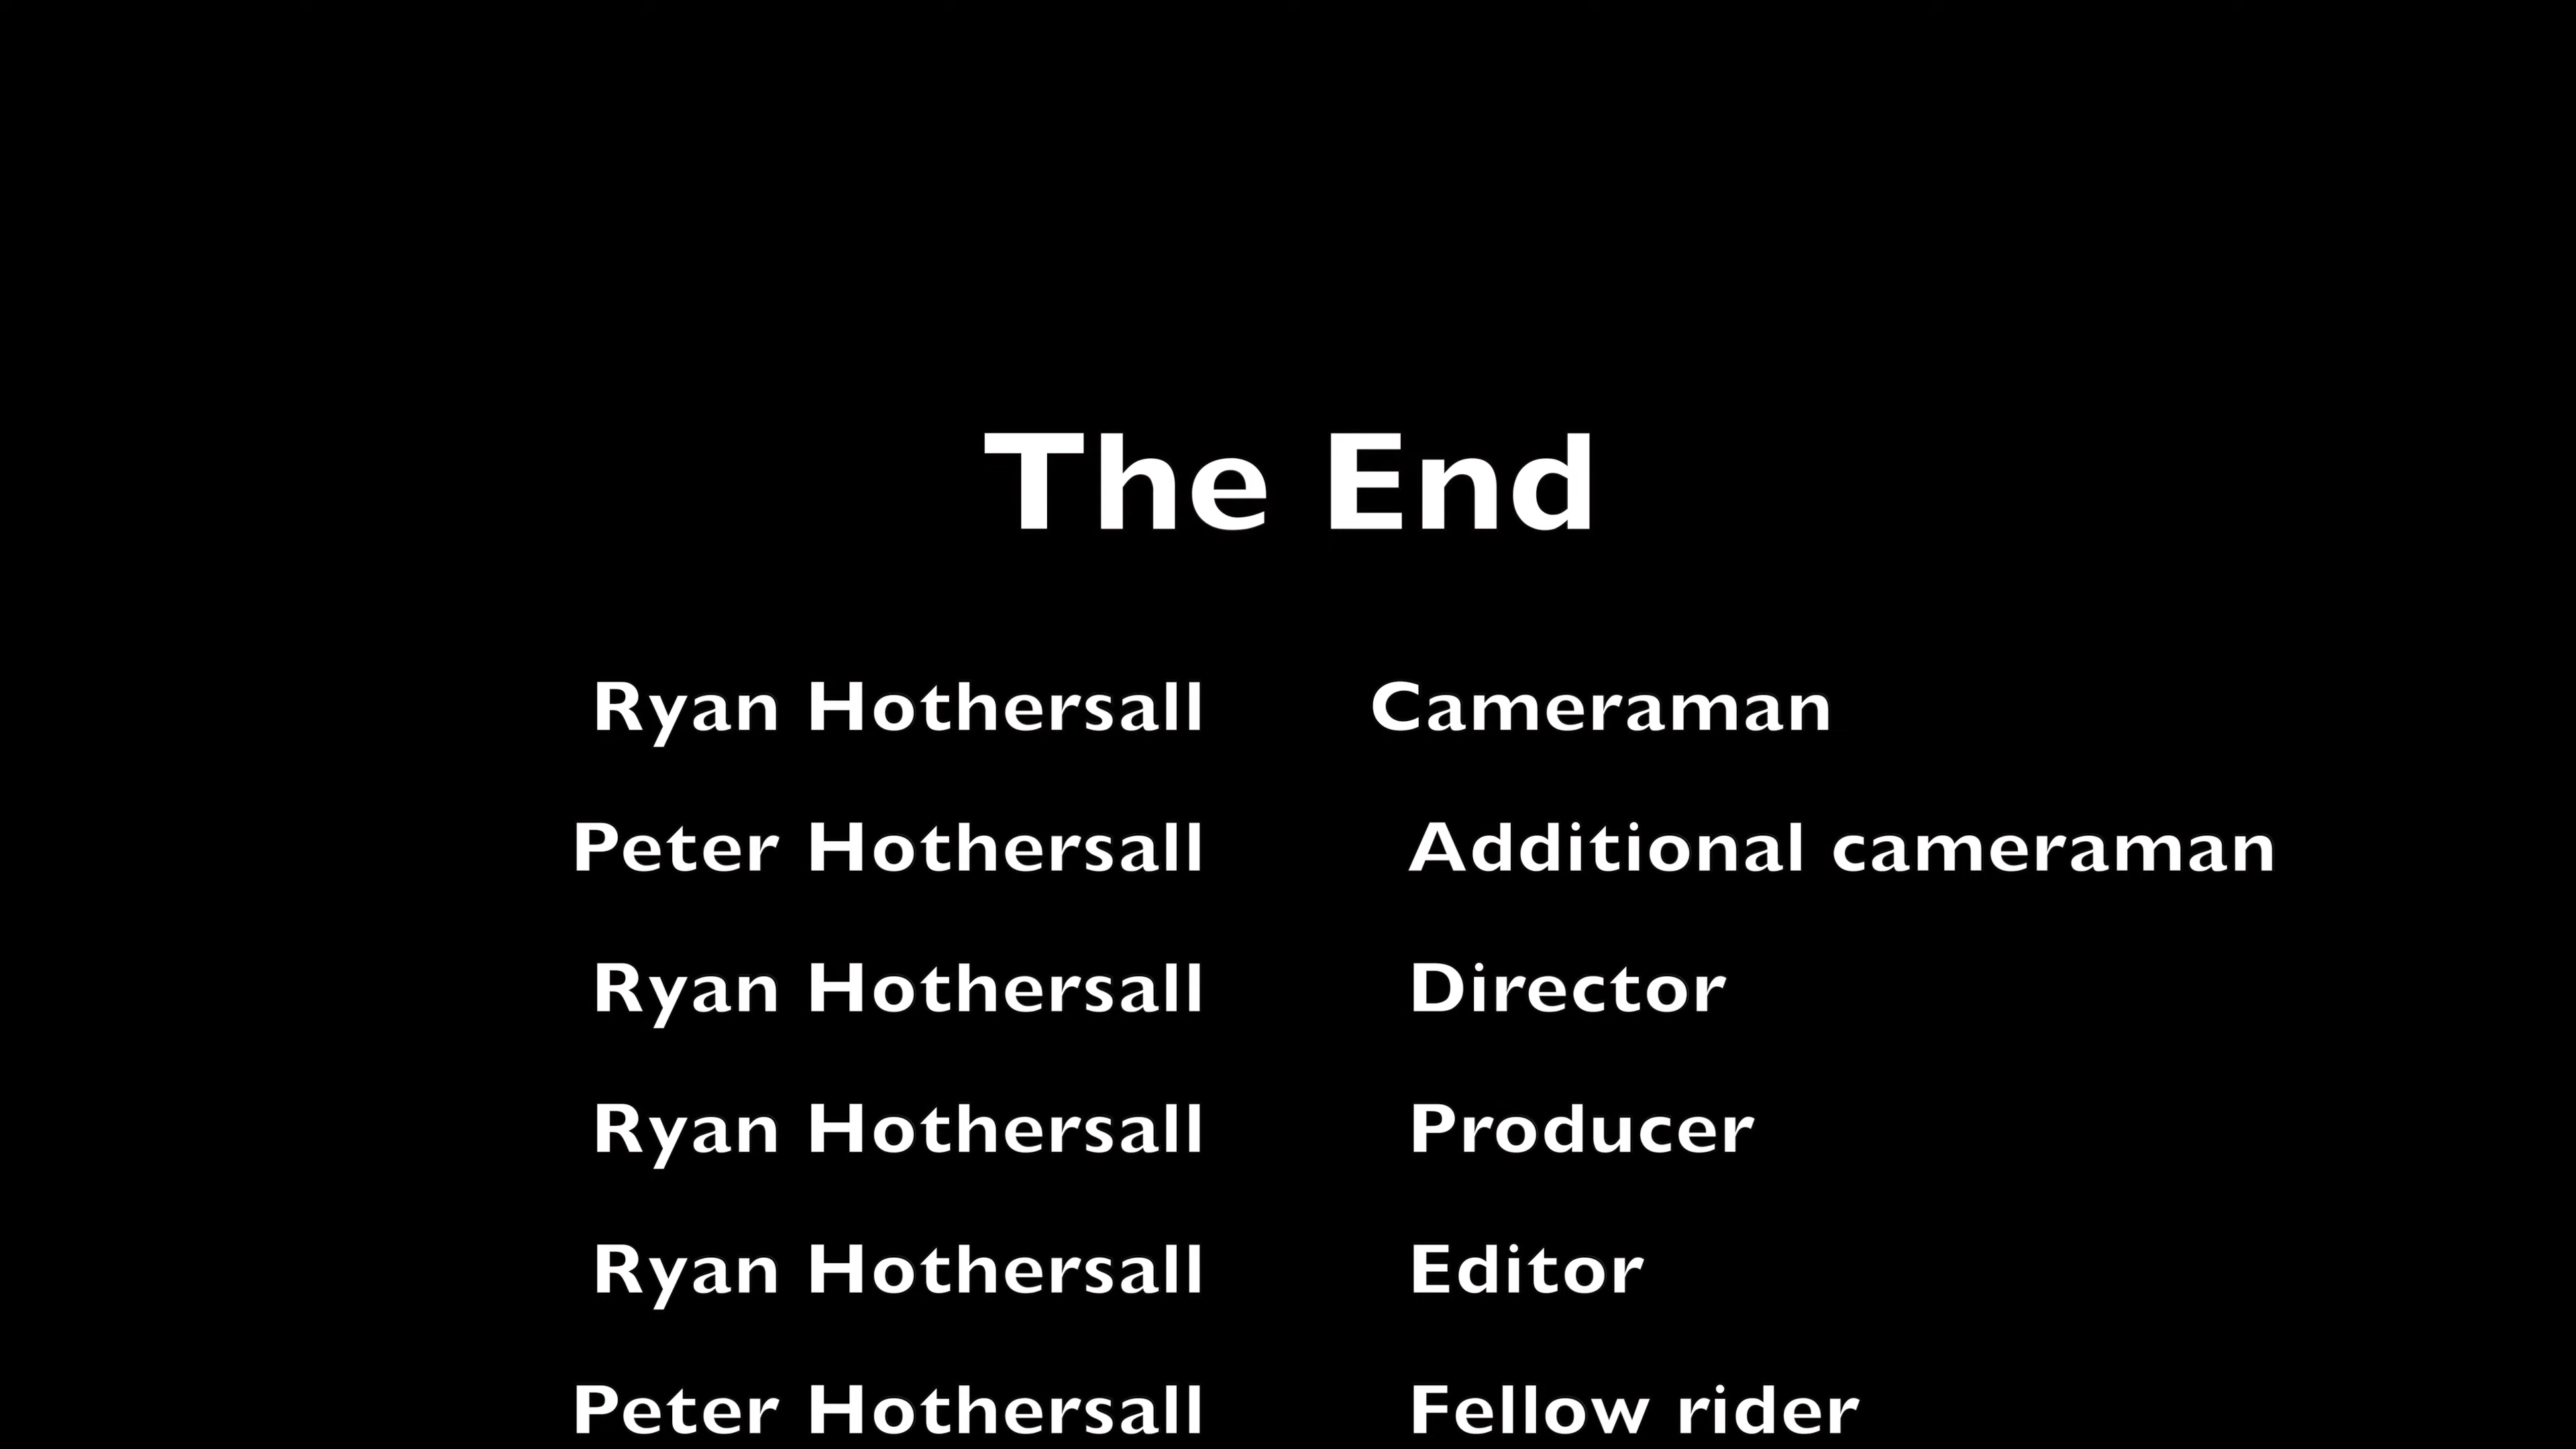 The End
Ryan Hothersall Cameraman
Peter Hothersall Additional cameraman
Ryan Hothersall Director
Ryan Hothersall Producer
Ryan Hothersall Editor
Peter Hothersall Fellow rider